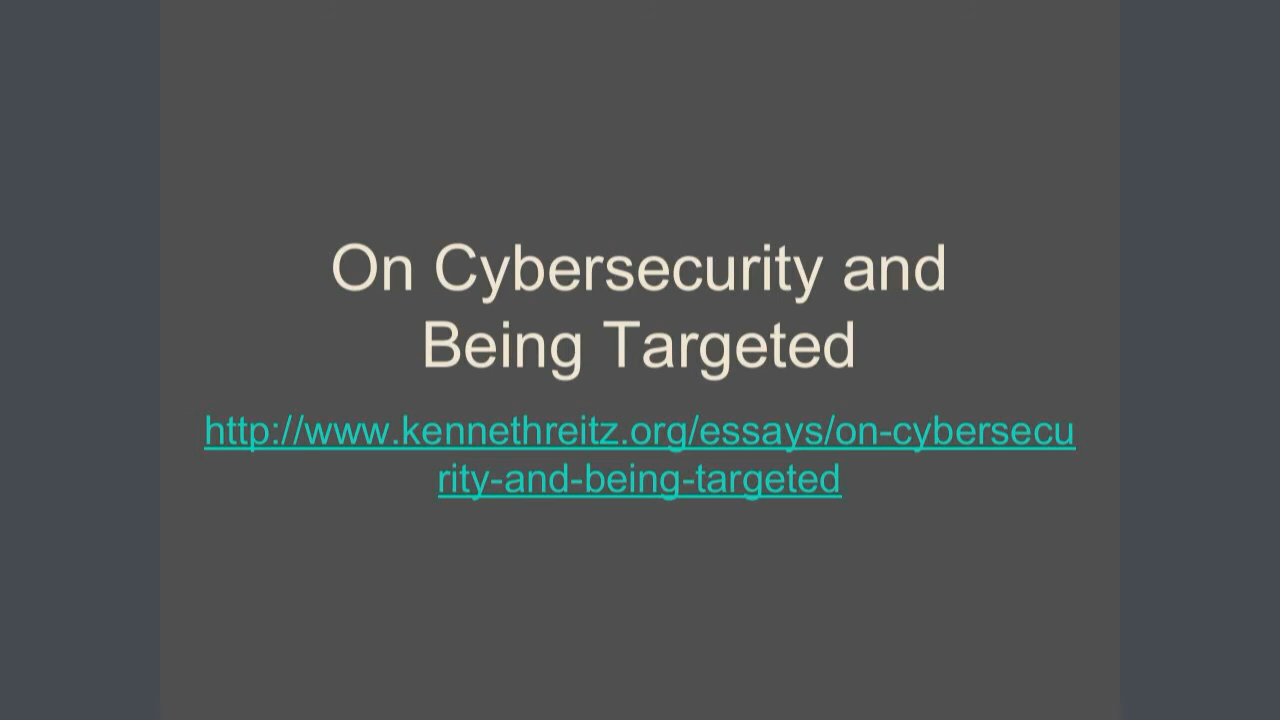 On Cybersecurity and
Being Targeted
http://www.kennethreitz.org/essays/on-cybersecu
rity-and-being-targeted